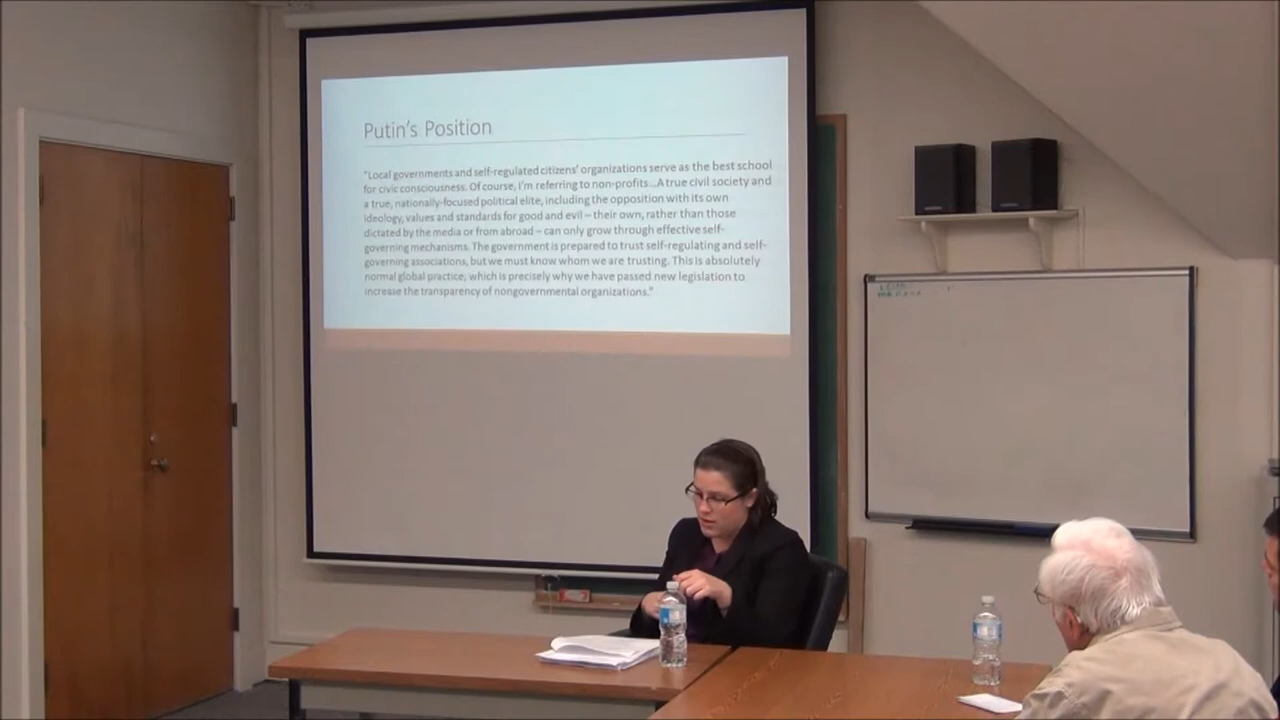 Putin's Position
"Local governments and self-regulated citizens' organizations serve as the best school
for civic consciousness. Of course, I'm referring to non-profits...A true civil society and
a true, nationally-focused political elite, including the opposition with its own
ideology, values and standards for good and evil – their own, rather than those
dictated by the media or from abroad – can only grow through effective self-
governing mechanisms. The government is prepared to trust self-regulating and self-
governing associations, but we must know whom we are trusting. This is absolutely
normal global practice, which is precisely why we have passed new legislation to
increase the transparency of nongovernmental organizations."